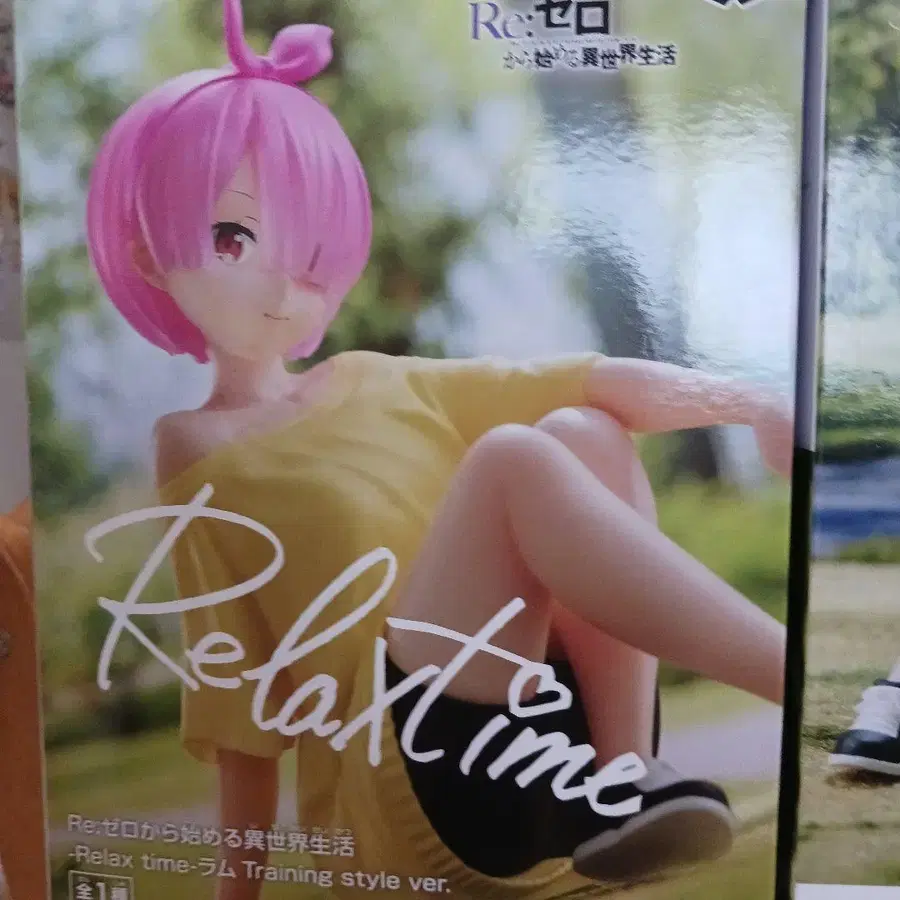 Re:ゼロ
から始める異世界生活
Relax time
Re:ゼロから始める異世界生活
-Relax time-ラム Training style ver.
全1種